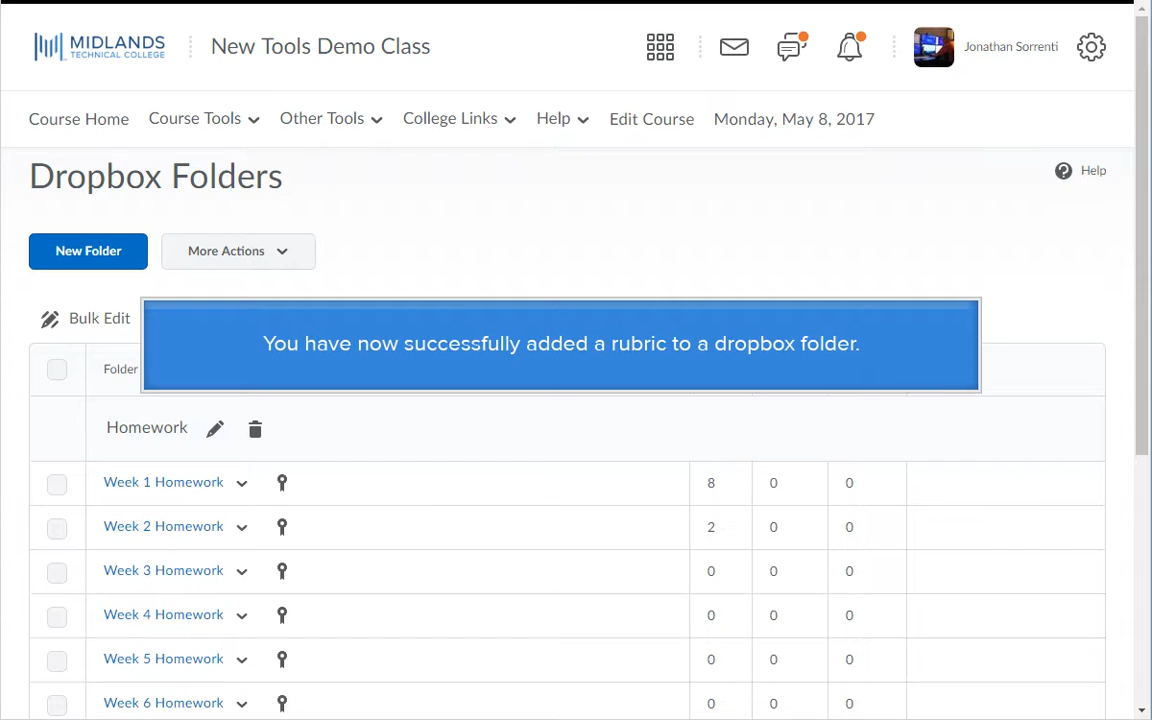 MIDLANDS
TECHNICAL COLLEGE
New Tools Demo Class
Jonathan Sorrenti
Course Home Course Tools Other Tools College Links Help Edit Course Monday, May 8, 2017
Dropbox Folders
Help
New Folder More Actions
Bulk Edit
You have now successfully added a rubric to a dropbox folder.
Folder
Homework
Week 1 Homework 8 0 0
Week 2 Homework 2 0 0
Week 3 Homework 0 0 0
Week 4 Homework 0 0 0
Week 5 Homework 0 0 0
Week 6 Homework 0 0 0